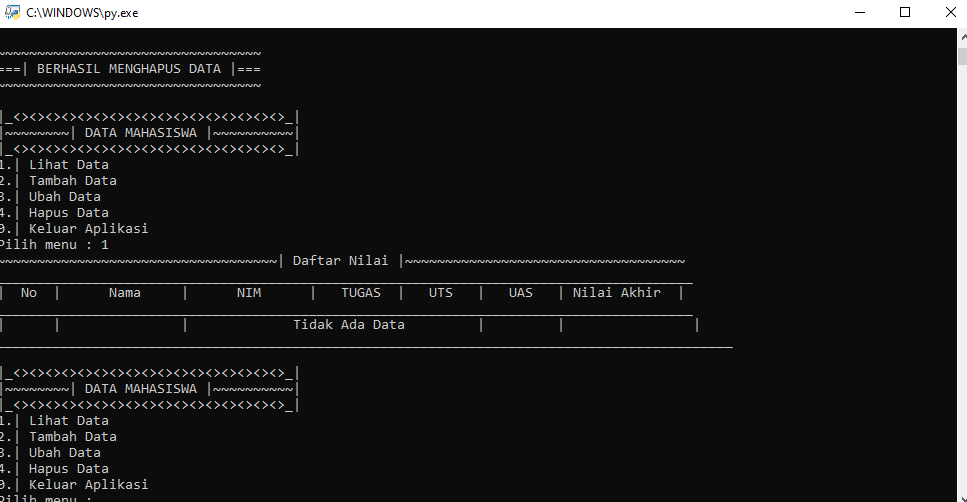 C:\WINDOWS\py.exe
~~~~~~~~~~~~~~~~~~~~~~~~~~~~~~~~~
===| BERHASIL MENGHAPUS DATA |===
~~~~~~~~~~~~~~~~~~~~~~~~~~~~~~~~~
|_<><><><><><><><><><><><><><><><><>_|
|~~~~~~~~| DATA MAHASISWA |~~~~~~~~~~|
|_<><><><><><><><><><><><><><><><><>_|
1.| Lihat Data
2.| Tambah Data
3.| Ubah Data
4.| Hapus Data
0.| Keluar Aplikasi
Pilih menu : 1
~~~~~~~~~~~~~~~~~~~~~~~~~~~~~~~~~~~| Daftar Nilai |~~~~~~~~~~~~~~~~~~~~~~~~~~~~~~~~~~~
_______________________________________________________________________________________
|  No  |      Nama     |      NIM      |   TUGAS  |   UTS   |   UAS   | Nilai Akhir  |
_______________________________________________________________________________________
|      |               |             Tidak Ada Data         |         |                |
____________________________________________________________________________________________
|_<><><><><><><><><><><><><><><><><>_|
|~~~~~~~~| DATA MAHASISWA |~~~~~~~~~~|
|_<><><><><><><><><><><><><><><><><>_|
1.| Lihat Data
2.| Tambah Data
3.| Ubah Data
4.| Hapus Data
0.| Keluar Aplikasi
Pilih menu :